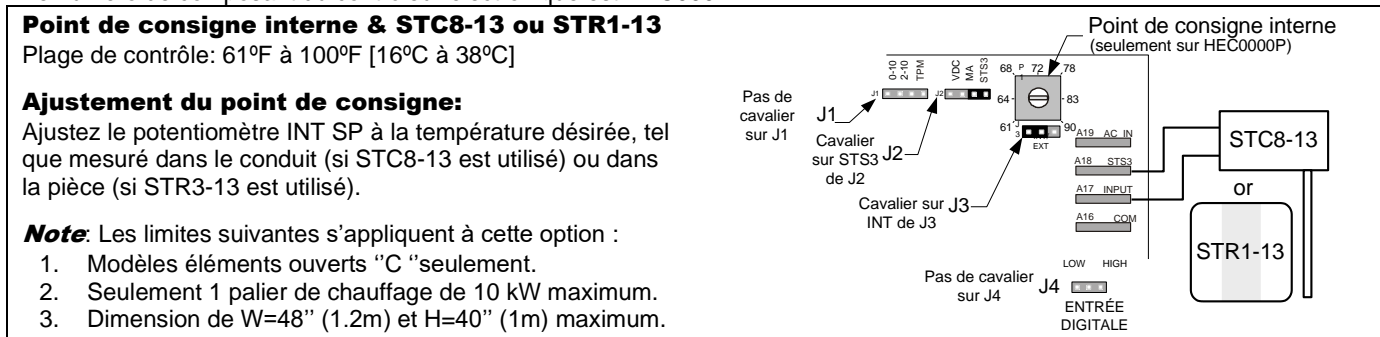 Point de consigne interne & STC8-13 ou STR1-13
Plage de contrôle: 61ºF à 100ºF [16ºC à 38ºC]
Ajustement du point de consigne:
Ajustez le potentiomètre INT SP à la température désirée, tel
que mesuré dans le conduit (si STC8-13 est utilisé) ou dans
la pièce (si STR3-13 est utilisé).
Note: Les limites suivantes s’appliquent à cette option :
1. Modèles éléments ouverts ‘’C ‘’seulement.
2. Seulement 1 palier de chauffage de 10 kW maximum.
3. Dimension de W=48’’ (1.2m) et H=40’’ (1m) maximum.
Point de consigne interne
(seulement sur HEC0000P)
0-10
2-10
TPM
VDC
MA
STS3
J1
J2
68 P 72 78
1
64
83
61
90
J
3
EXT
Pas de
cavalier
sur J1
J1
Cavalier
sur STS3
de J2
J2
Cavalier sur
INT de J3
J3
A19 AC IN
A18 STS3
A17 INPUT
A16 COM
STC8-13
or
STR1-13
LOW HIGH
Pas de cavalier
sur J4
J4
ENTRÉE
DIGITALE